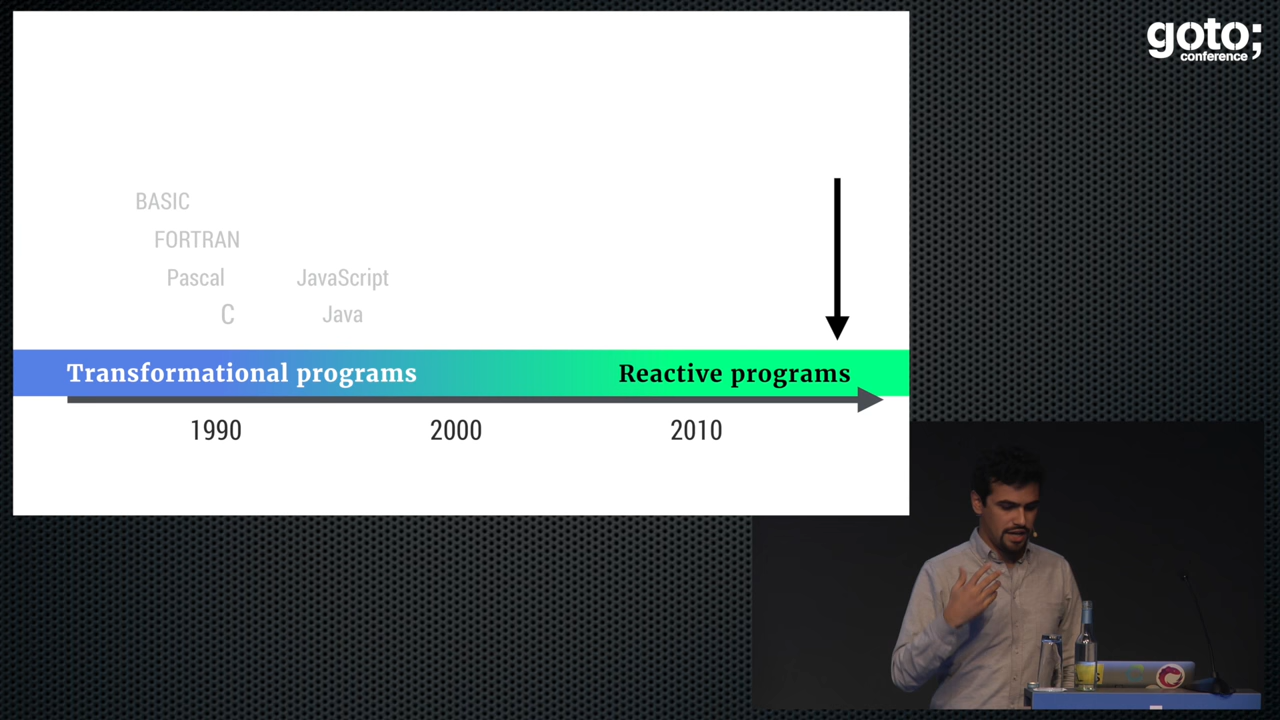 goto;
conference
BASIC
FORTRAN
Pascal
JavaScript
C
Java
Transformational programs
Reactive programs
1990
2000
2010